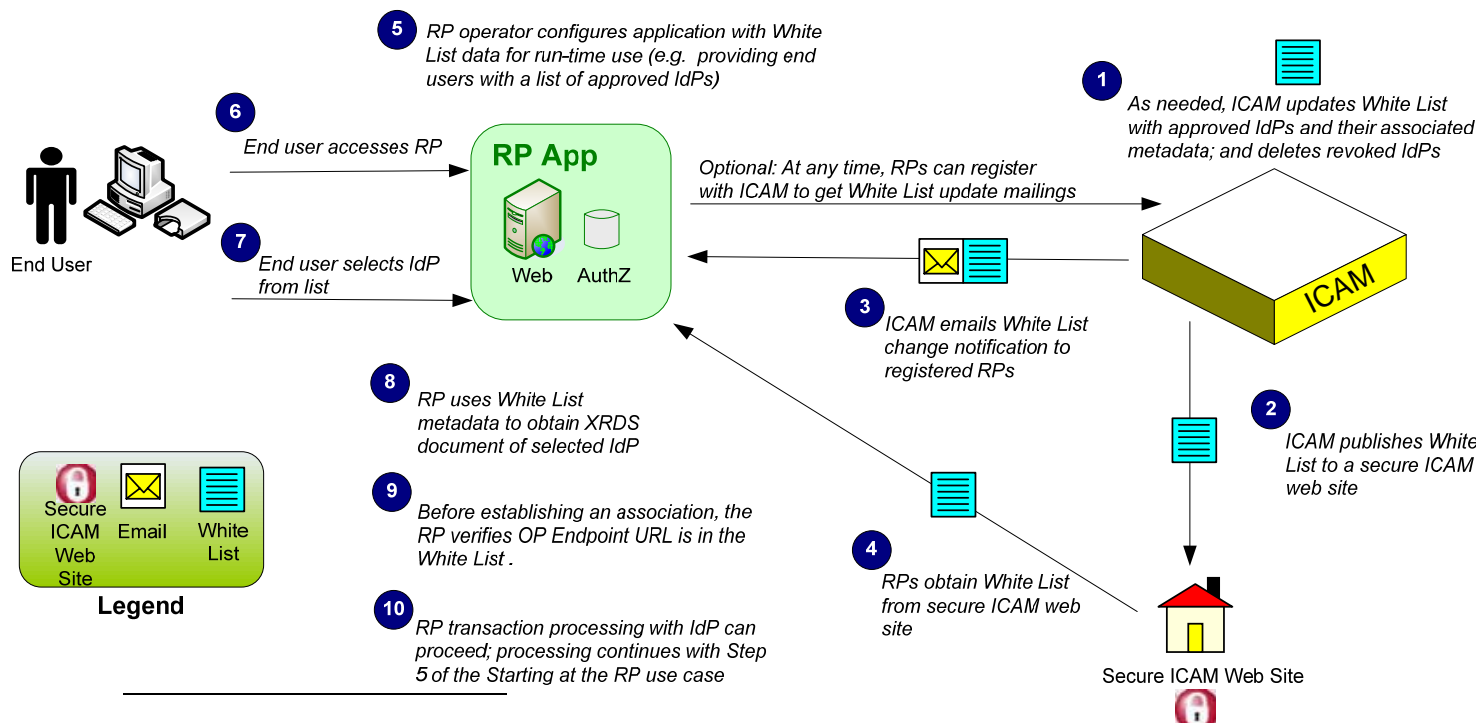 5
RP operator configures application with White
List data for run-time use (e.g. providing end
users with a list of approved IdPs)
1
As needed, ICAM updates White List
with approved IdPs and their associated
metadata; and deletes revoked IdPs
6
End user accesses RP
RP App
Web
AuthZ
Optional: At any time, RPs can register
with ICAM to get White List update mailings
End User
7
End user selects IdP
from list
ICAM
3
ICAM emails White List
change notification to
registered RPs
8
RP uses White List
metadata to obtain XRDS
document of selected IdP
2
ICAM publishes White
List to a secure ICAM
web site
Secure
ICAM
Web
Site
Email
White
List
Legend
9
Before establishing an association, the
RP verifies OP Endpoint URL is in the
White List .
4
RPs obtain White List
from secure ICAM web
site
10
RP transaction processing with IdP can
proceed; processing continues with Step
5 of the Starting at the RP use case
Secure ICAM Web Site